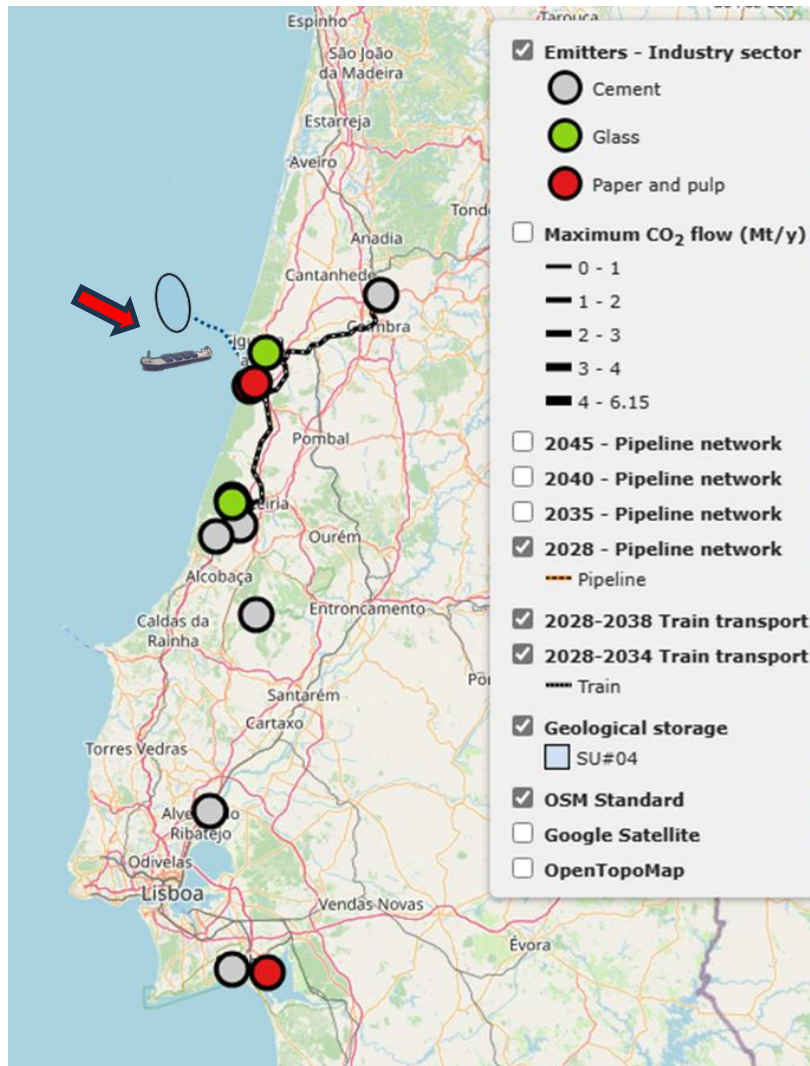 Espinho
Tarouca
São João
da Madeira
Estarreja
Aveiro
Anadia
Cantanhede
Coimbra
Pombal
Ourém
Alcobaça
Caldas da
Rainha
Entroncamento
Santarém
Cartaxo
Torres Vedras
Ribatejo
Odivelas
Lisboa
Vendas Novas
Évora
Emitters - Industry sector
Cement
Glass
Paper and pulp
Maximum CO₂ flow (Mt/y)
0 - 1
1 - 2
2 - 3
3 - 4
4 - 6.15
2045 - Pipeline network
2040 - Pipeline network
2035 - Pipeline network
2028 - Pipeline network
Pipeline
2028-2038 Train transport
2028-2034 Train transport
Train
Geological storage
SU#04
OSM Standard
Google Satellite
OpenTopoMap